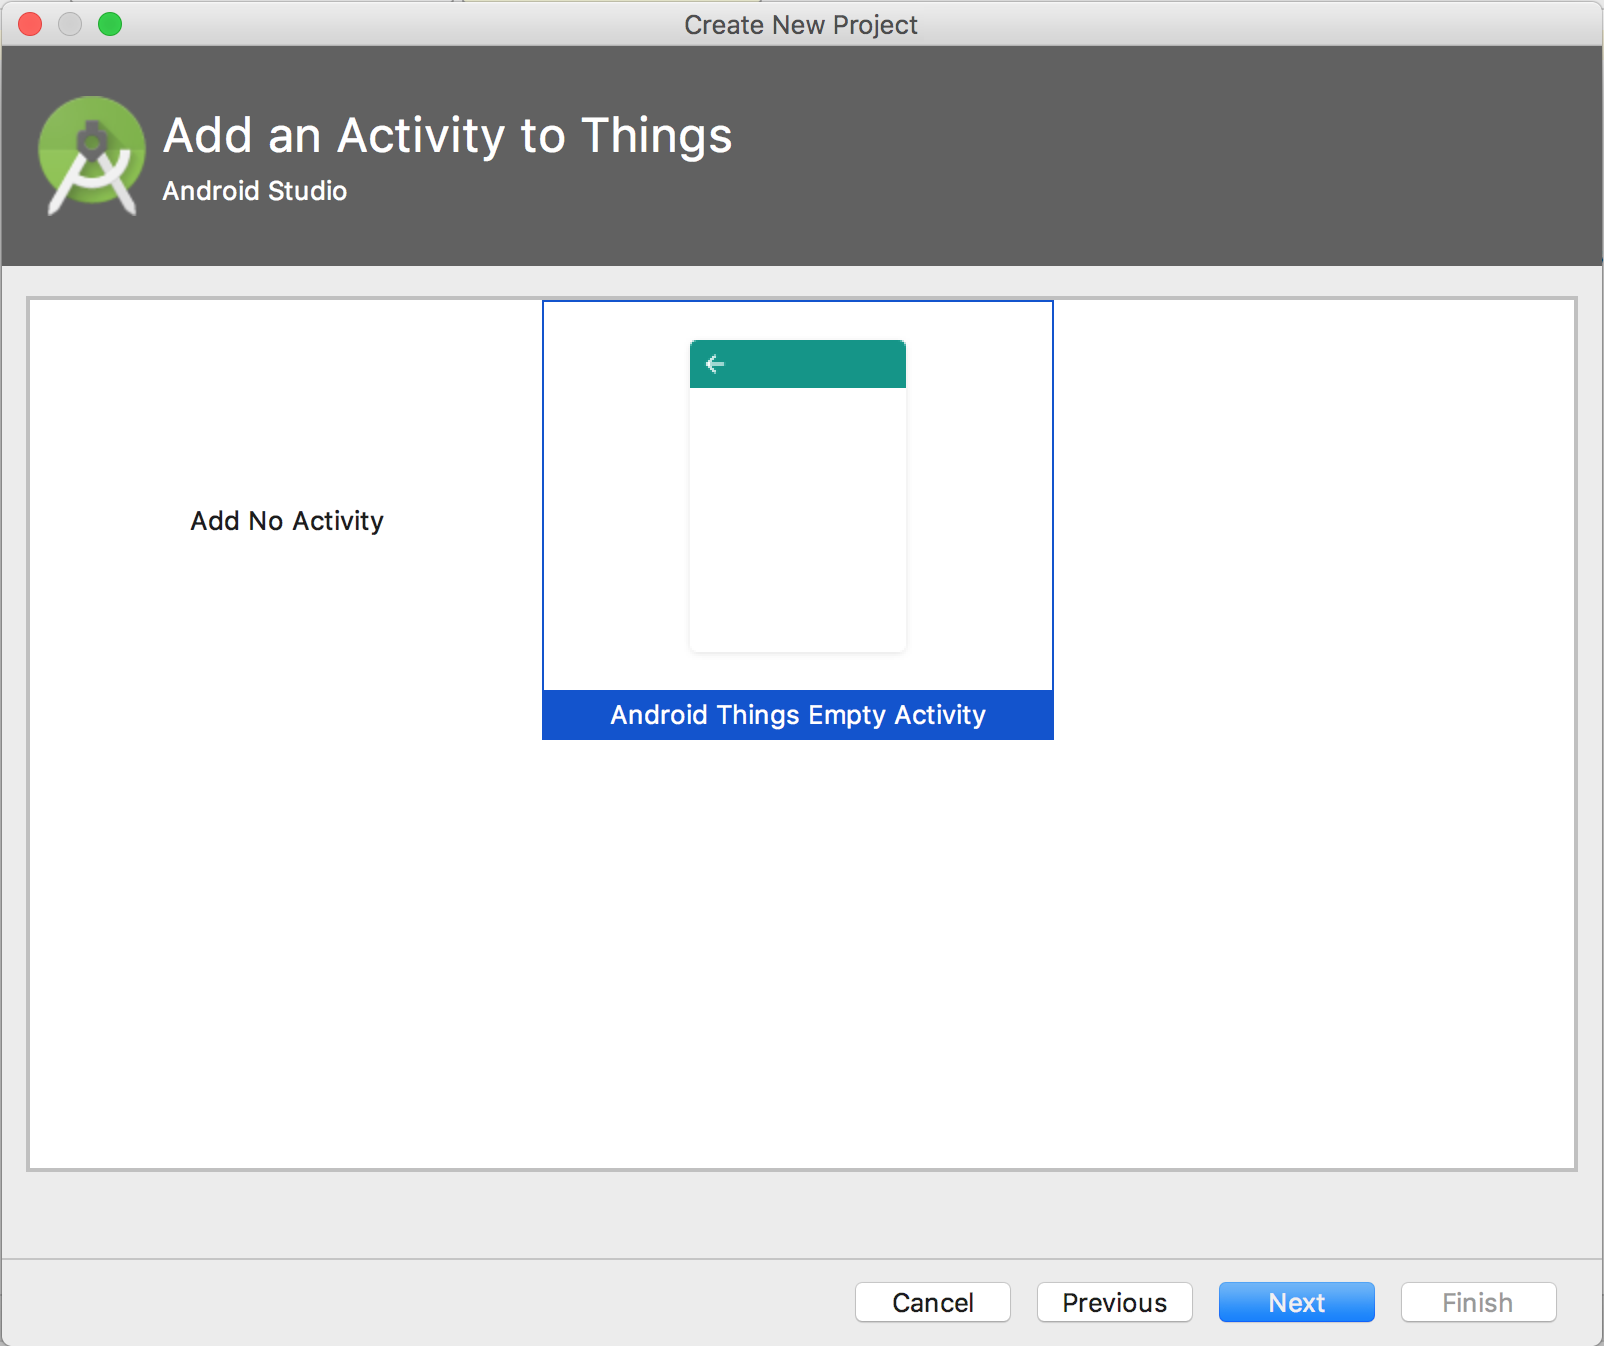 Create New Project
Add an Activity to Things
Android Studio
Add No Activity
Android Things Empty Activity
Cancel
Previous
Next
Finish